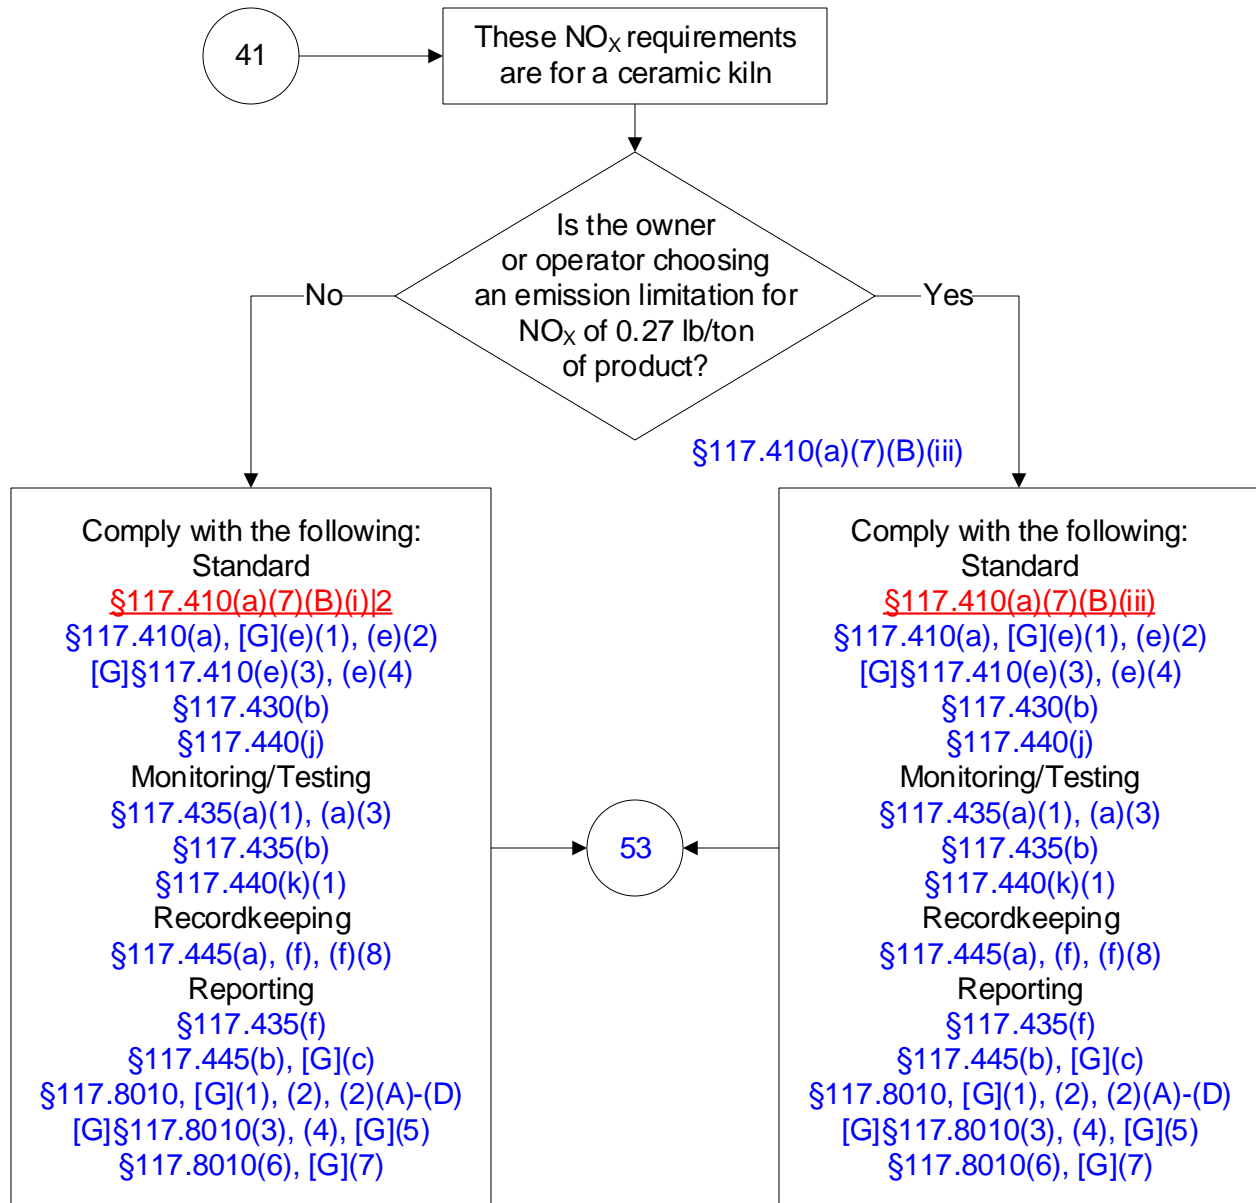 41
These NOX requirements
are for a ceramic kiln
Is the owner
or operator choosing
an emission limitation for
NOX of 0.27 lb/ton
of product?
No
Yes
§117.410(a)(7)(B)(iii)
Comply with the following:
Standard
§117.410(a)(7)(B)(i)|2
§117.410(a), [G](e)(1), (e)(2)
[G]§117.410(e)(3), (e)(4)
§117.430(b)
§117.440(j)
Monitoring/Testing
§117.435(a)(1), (a)(3)
§117.435(b)
§117.440(k)(1)
Recordkeeping
§117.445(a), (f), (f)(8)
Reporting
§117.435(f)
§117.445(b), [G](c)
§117.8010, [G](1), (2), (2)(A)-(D)
[G]§117.8010(3), (4), [G](5)
§117.8010(6), [G](7)
53
Comply with the following:
Standard
§117.410(a)(7)(B)(iii)
§117.410(a), [G](e)(1), (e)(2)
[G]§117.410(e)(3), (e)(4)
§117.430(b)
§117.440(j)
Monitoring/Testing
§117.435(a)(1), (a)(3)
§117.435(b)
§117.440(k)(1)
Recordkeeping
§117.445(a), (f), (f)(8)
Reporting
§117.435(f)
§117.445(b), [G](c)
§117.8010, [G](1), (2), (2)(A)-(D)
[G]§117.8010(3), (4), [G](5)
§117.8010(6), [G](7)